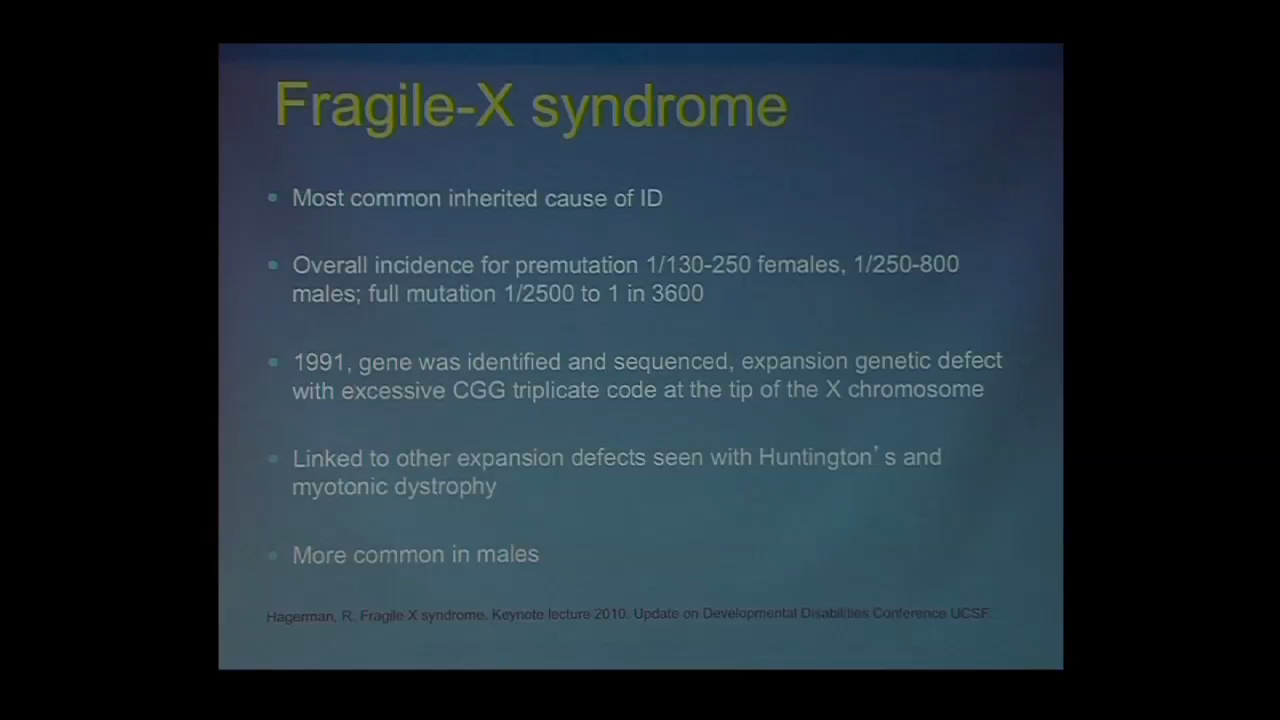 Fragile-X syndrome
• Most common inherited cause of ID
• Overall incidence for premutation 1/130-250 females, 1/250-800
males; full mutation 1/2500 to 1 in 3600
• 1991, gene was identified and sequenced, expansion genetic defect
with excessive CGG triplicate code at the tip of the X chromosome
• Linked to other expansion defects seen with Huntington’s and
myotonic dystrophy
• More common in males
Hagerman, R. Fragile X syndrome. Keynote lecture 2010. Update on Developmental Disabilities Conference UCSF.